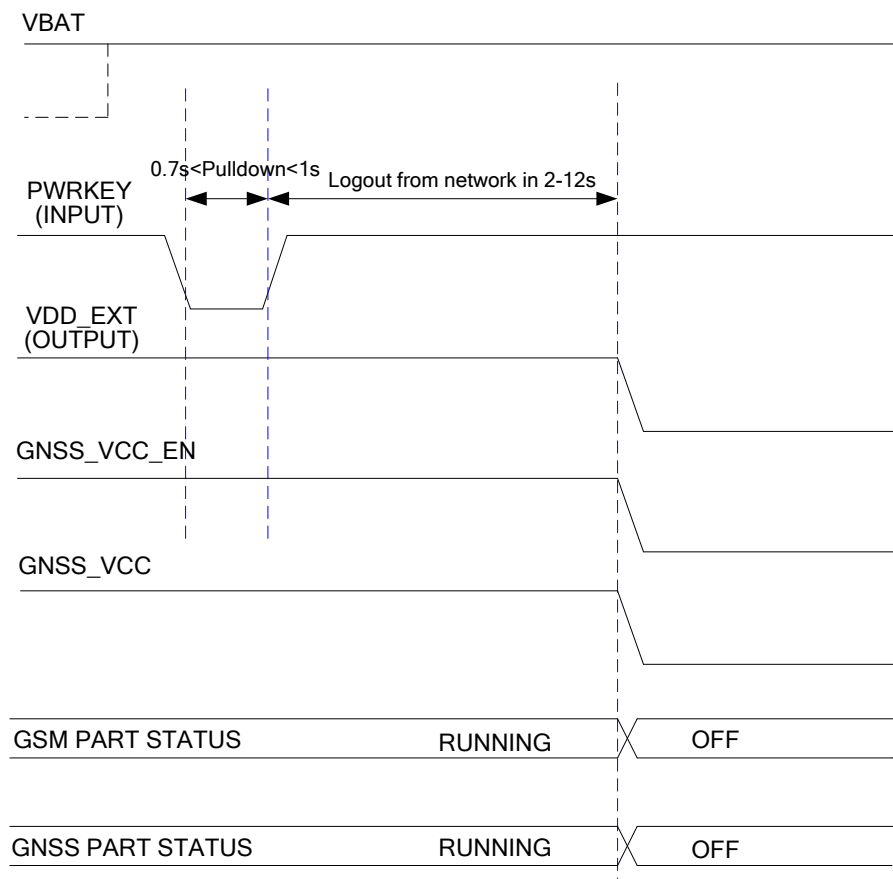 VBAT
0.7s<Pulldown<1s
Logout from network in 2-12s
PWRKEY
(INPUT)
VDD_EXT
(OUTPUT)
GNSS_VCC_EN
GNSS_VCC
GSM PART STATUS RUNNING OFF
GNSS PART STATUS RUNNING OFF